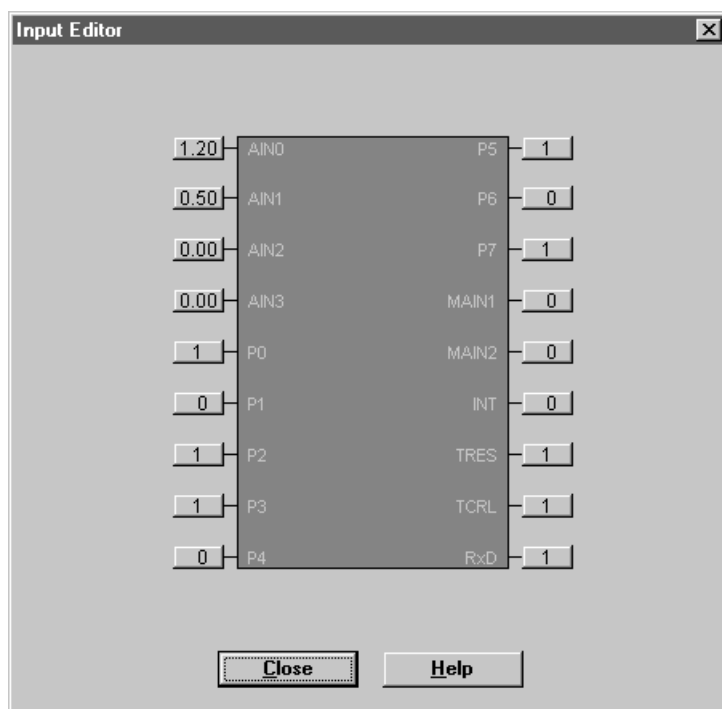 Input Editor
1.20 AIN0 P5 1
0.50 AIN1 P6 0
0.00 AIN2 P7 1
0.00 AIN3 MAIN1 0
1 P0 MAIN2 0
0 P1 INT 0
1 P2 TRES 1
1 P3 TCRL 1
0 P4 RxD 1
Close Help